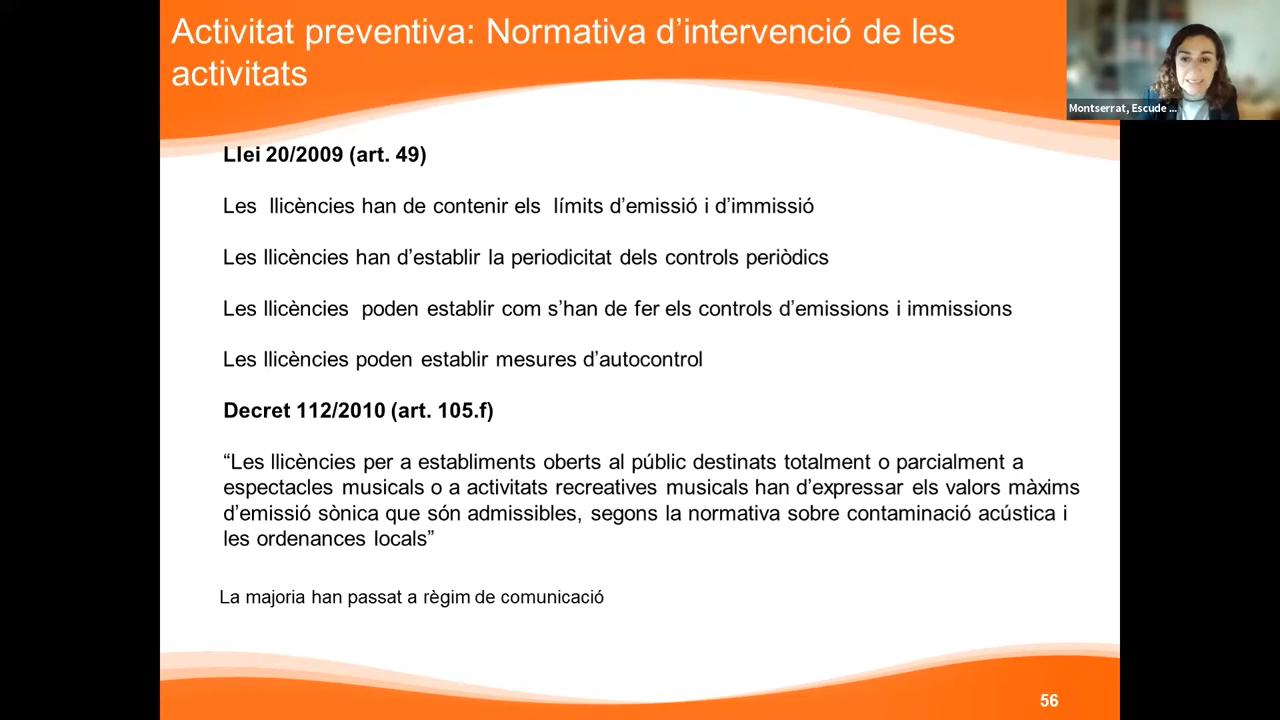 Activitat preventiva: Normativa d’intervenció de les
activitats
Montserrat, Escude ...
Llei 20/2009 (art. 49)
Les llicències han de contenir els límits d’emissió i d’immissió
Les llicències han d’establir la periodicitat dels controls periòdics
Les llicències poden establir com s’han de fer els controls d’emissions i immissions
Les llicències poden establir mesures d’autocontrol
Decret 112/2010 (art. 105.f)
“Les llicències per a establiments oberts al públic destinats totalment o parcialment a
espectacles musicals o a activitats recreatives musicals han d’expressar els valors màxims
d’emissió sònica que són admissibles, segons la normativa sobre contaminació acústica i
les ordenances locals”
La majoria han passat a règim de comunicació
56